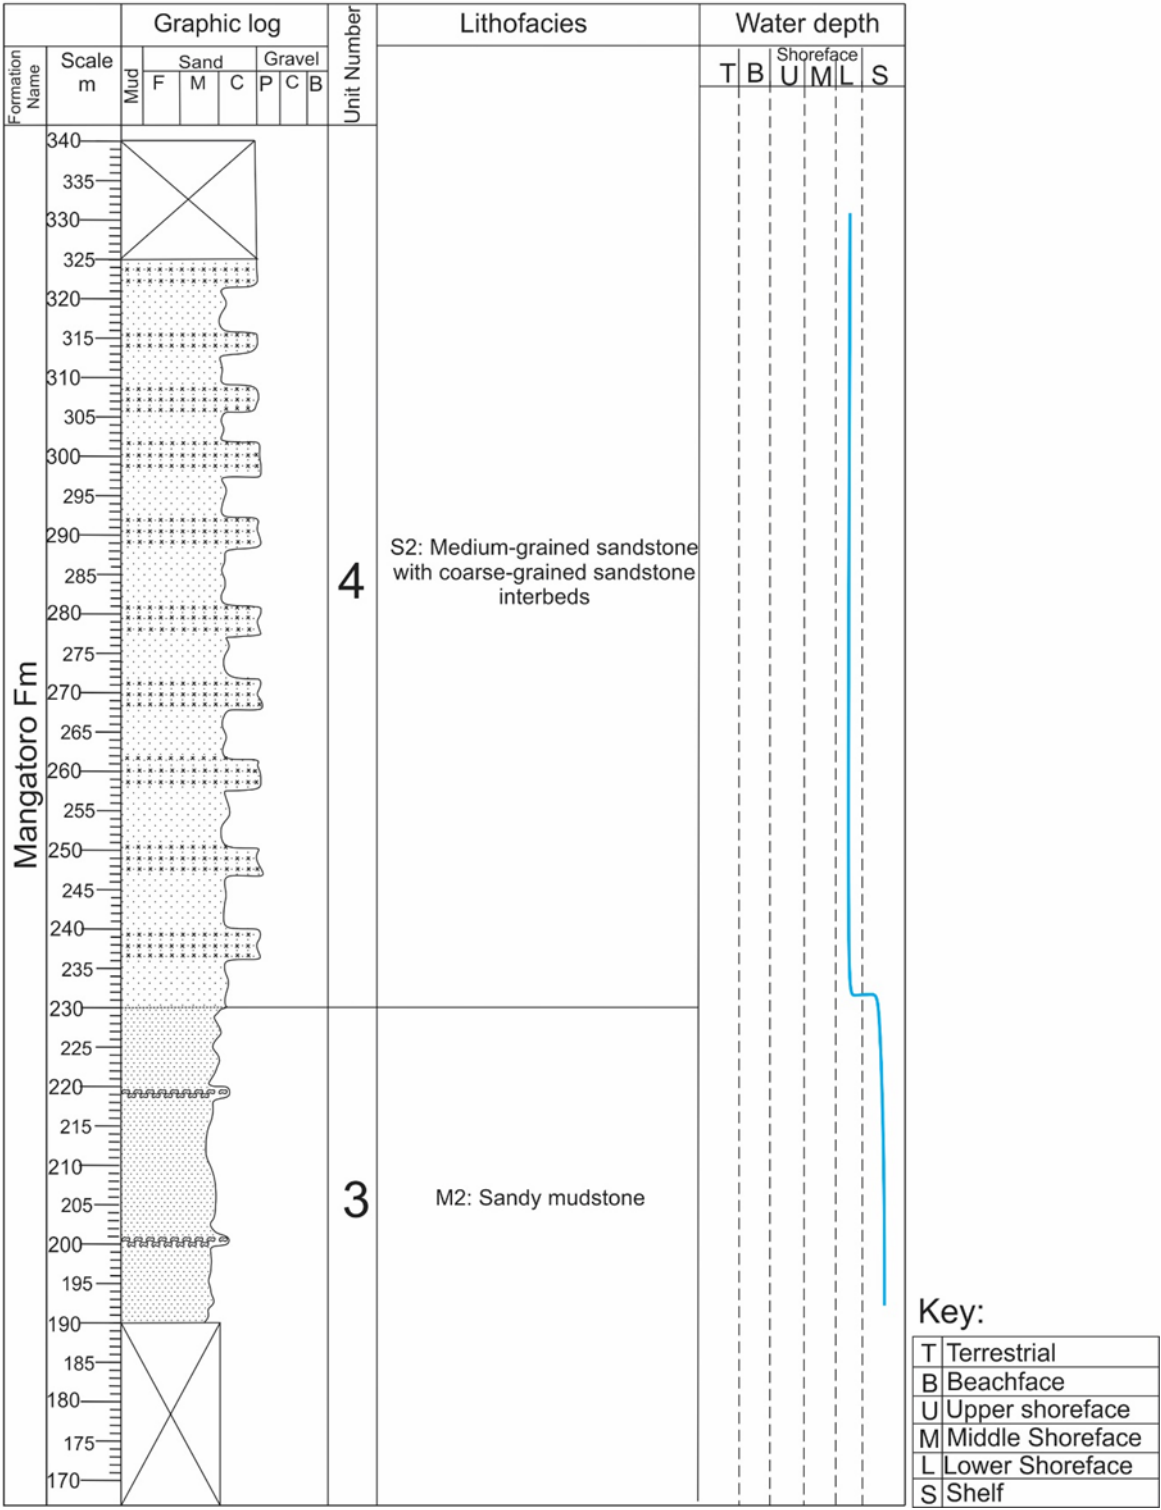 Graphic log
Lithofacies
Water depth
Formation Name
Scale
m
Mud
Sand
F M C
Gravel
P C B
Unit Number
Shoreface
T B U M L S
Mangatoro Fm
340
335
330
325
320
315
310
305
300
295
290
285
280
275
270
265
260
255
250
245
240
235
230
225
220
215
210
205
200
195
190
185
180
175
170
4
S2: Medium-grained sandstone
with coarse-grained sandstone
interbeds
3
M2: Sandy mudstone
Key:
T Terrestrial
B Beachface
U Upper shoreface
M Middle Shoreface
L Lower Shoreface
S Shelf